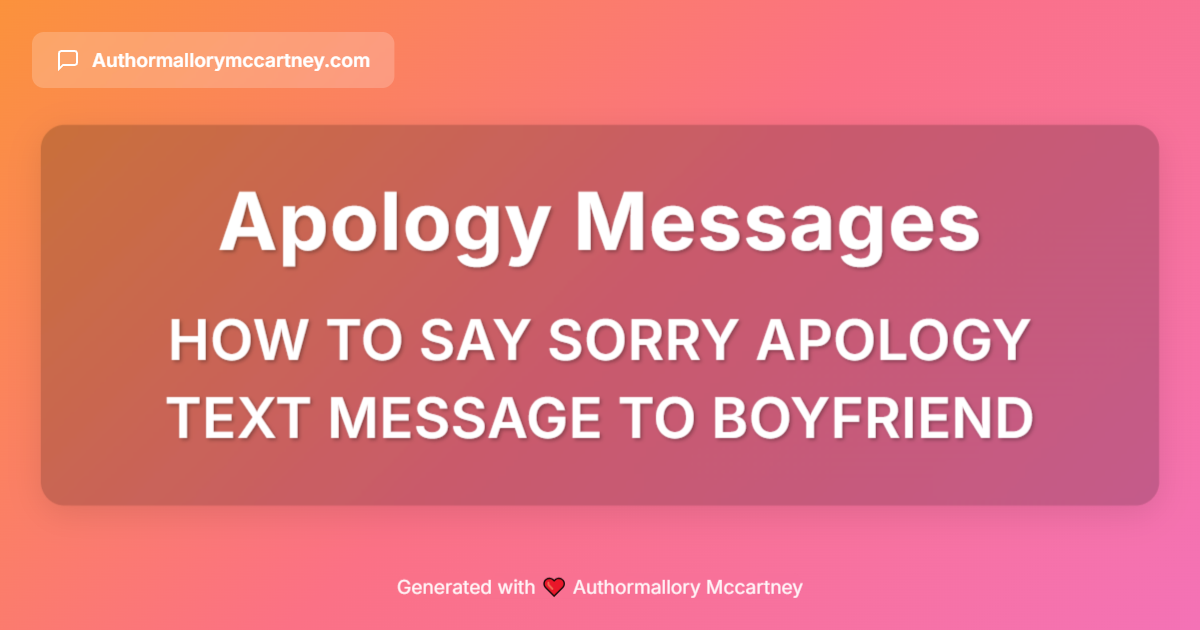 Authormallorymccartney.com
Apology Messages
HOW TO SAY SORRY APOLOGY
TEXT MESSAGE TO BOYFRIEND
Generated with ❤️ Authormallory Mccartney